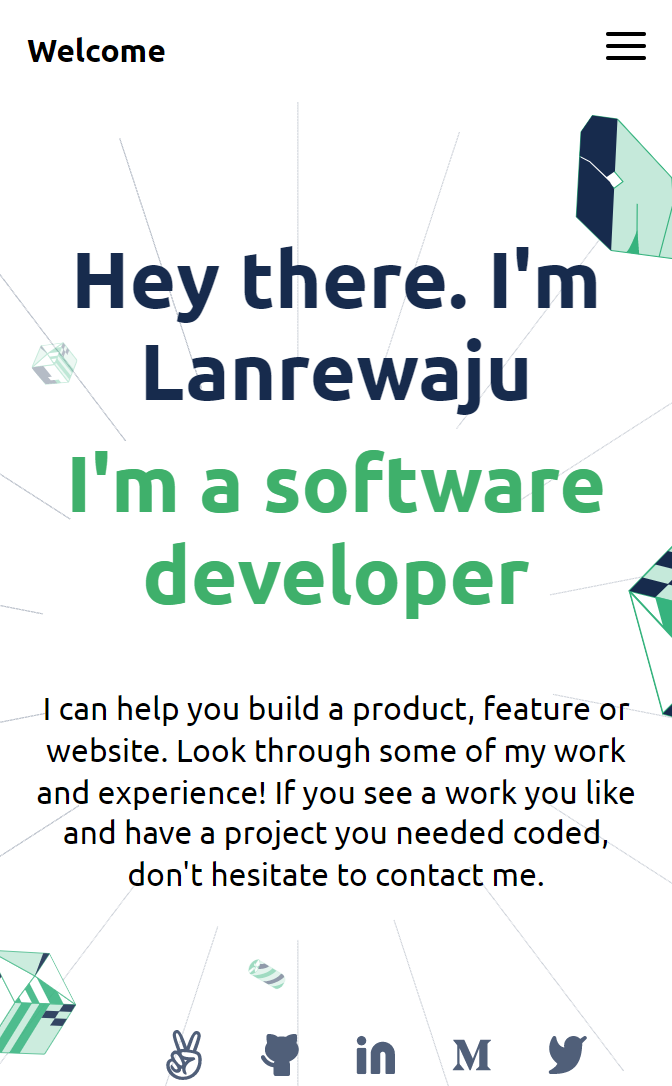 Welcome
Hey there. I'm
Lanrewaju
I'm a software
developer
I can help you build a product, feature or
website. Look through some of my work
and experience! If you see a work you like
and have a project you needed coded,
don't hesitate to contact me.